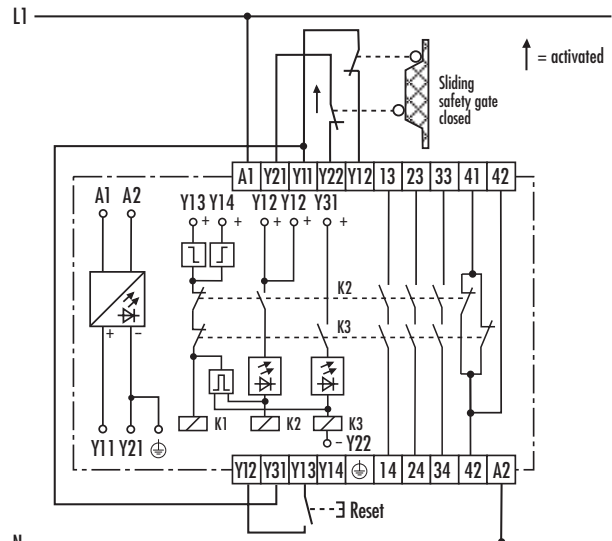 L1
= activated
Sliding
safety gate
closed
A1 Y21 Y11 Y22 Y12 13 23 33 41 42
A1 A2 Y13 Y14 Y12 Y12 Y31
+ + + + +
K2
K3
+ −
K1 K2 K3
− Y22
Y11 Y21
Y12 Y31 Y13 Y14 14 24 34 42 A2
Reset
N